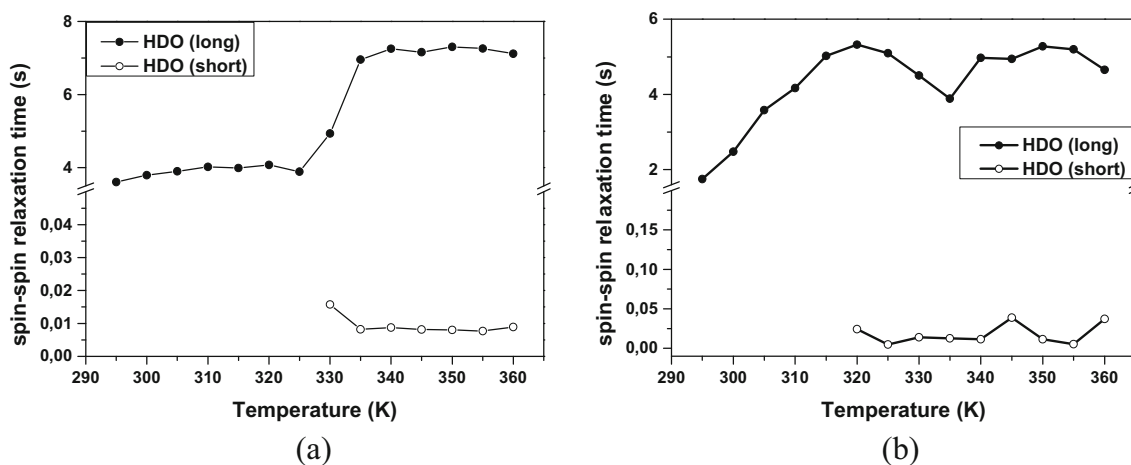 8
6
4
0,04
0,03
0,02
0,01
0,00
spin-spin relaxation time (s)
HDO (long)
HDO (short)
290 300 310 320 330 340 350 360
Temperature (K)
(a)
6
4
2
0,15
0,10
0,05
0,00
spin-spin relaxation time (s)
HDO (long)
HDO (short)
290 300 310 320 330 340 350 360
Temperature (K)
(b)